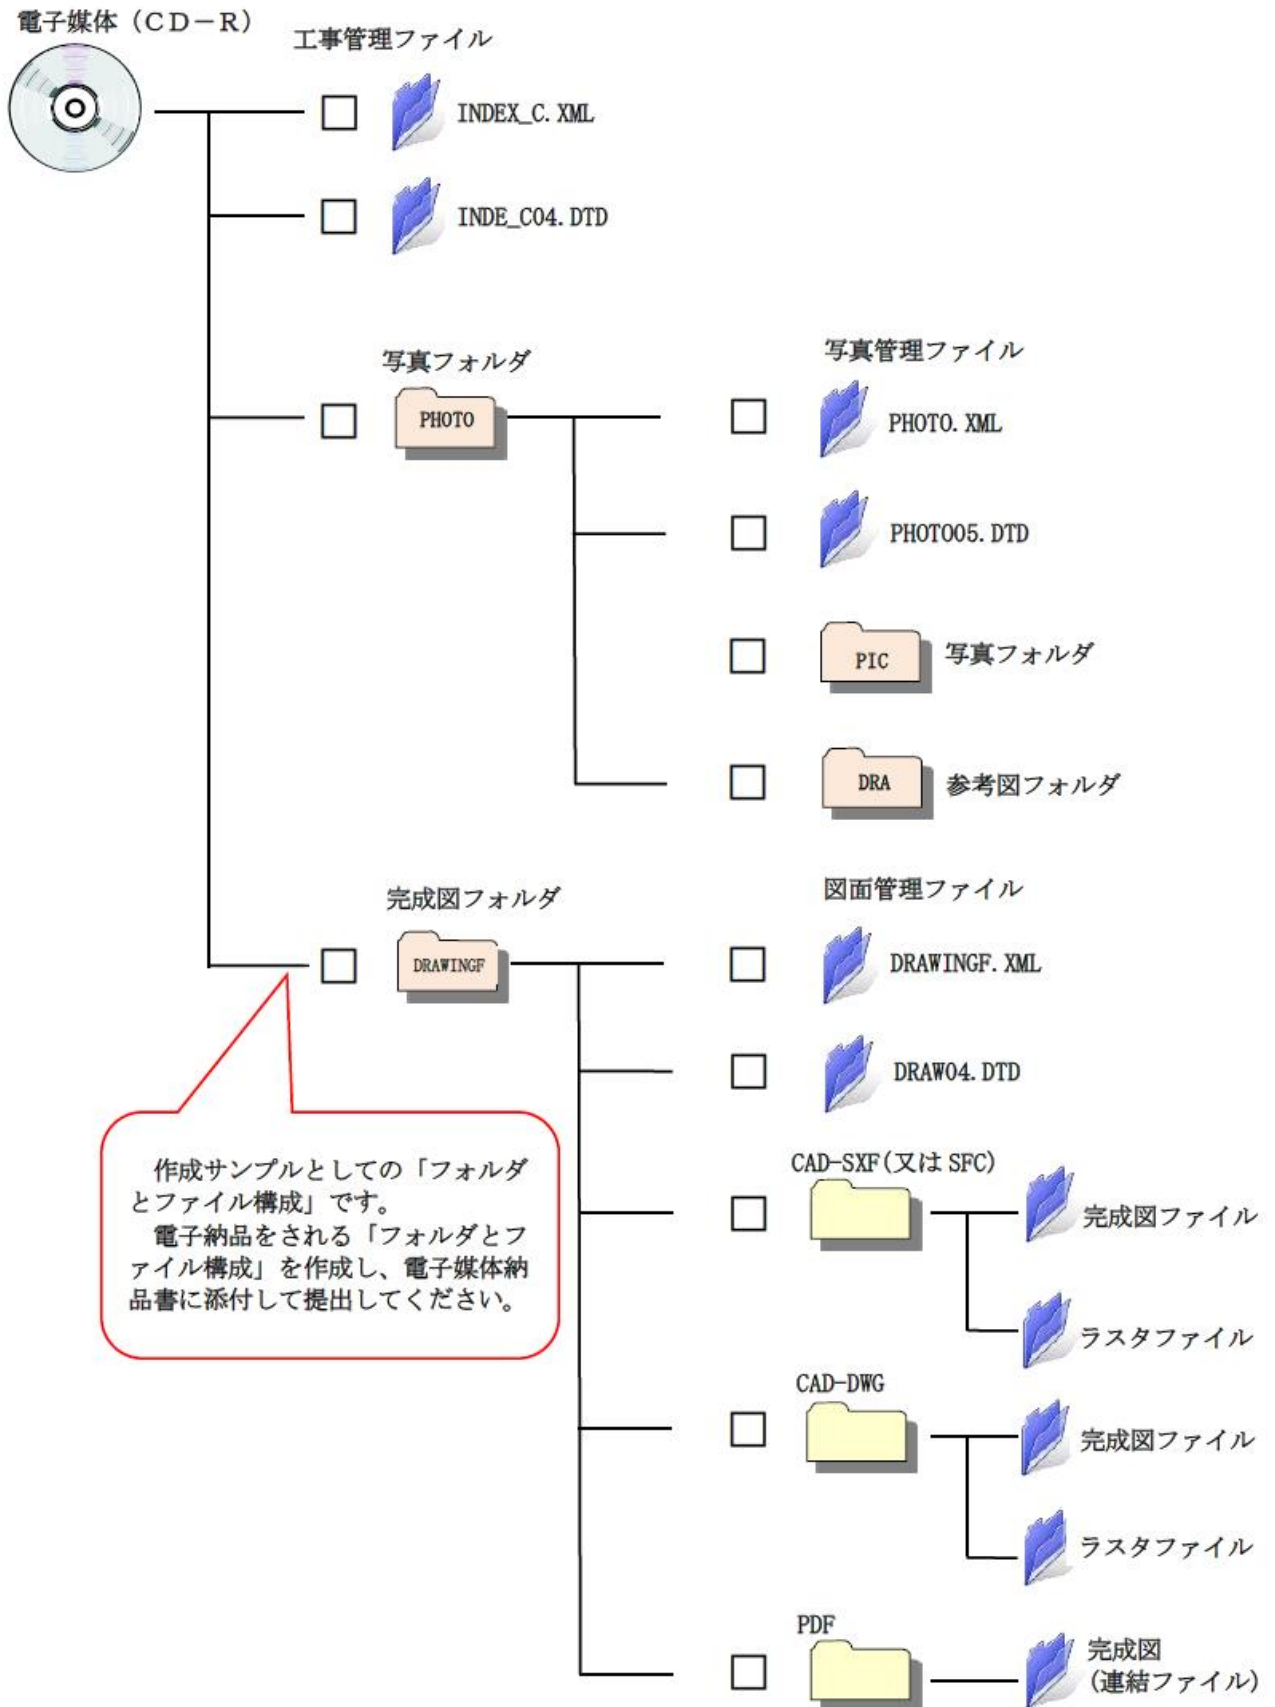 電子媒体(CD-R)
工事管理ファイル
INDEX_C.XML
INDE_C04.DTD
写真フォルダ
PHOTO
写真管理ファイル
PHOTO.XML
PHOTO05.DTD
PIC
写真フォルダ
DRA
参考図フォルダ
完成図フォルダ
DRAWINGF
図面管理ファイル
DRAWINGF.XML
DRAW04.DTD
作成サンプルとしての「フォルダ
とファイル構成」です。
電子納品をされる「フォルダとフ
ァイル構成」を作成し、電子媒体納
品書に添付して提出してください。
CAD-SXF(又は SFC)
完成図ファイル
ラスタファイル
CAD-DWG
完成図ファイル
ラスタファイル
PDF
完成図
(連結ファイル)